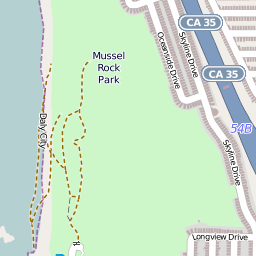 CA 35
Mussel
Rock
Park
Oceanside Drive
Skyline Drive
CA 35
Daly City
54B
Skyline Drive
Longview Drive